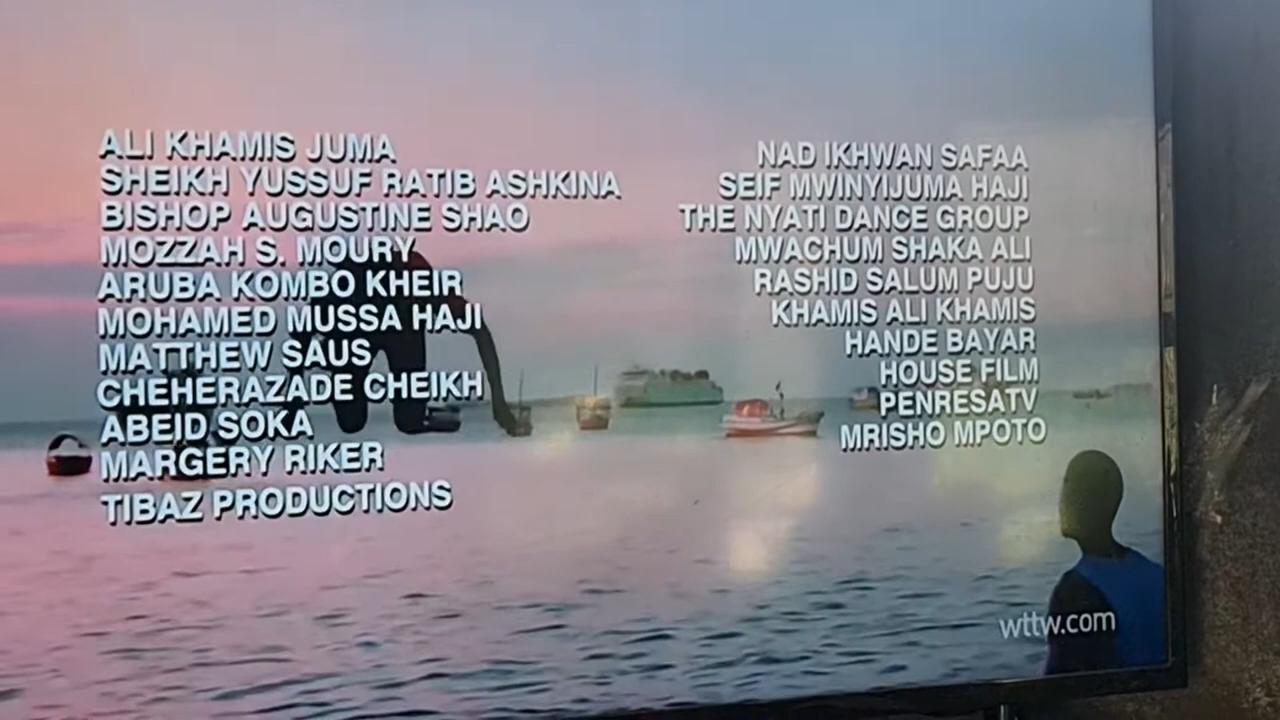 ALI KHAMIS JUMA
SHEIKH YUSSUF RATIB ASHKINA
BISHOP AUGUSTINE SHAO
MOZZAH S. MOURY
ARUBA KOMBO KHEIR
MOHAMED MUSSA HAJI
MATTHEW SAUS
CHEHERAZADE CHEIKH
ABEID SOKA
MARGERY RIKER
TIBAZ PRODUCTIONS
NAD IKHWAN SAFAA
SEIF MWINYIJUMA HAJI
THE NYATI DANCE GROUP
MWACHUM SHAKA ALI
RASHID SALUM PUJU
KHAMIS ALI KHAMIS
HANDE BAYAR
HOUSE FILM
PENRESATV
MRISHO MPOTO
wttw.com